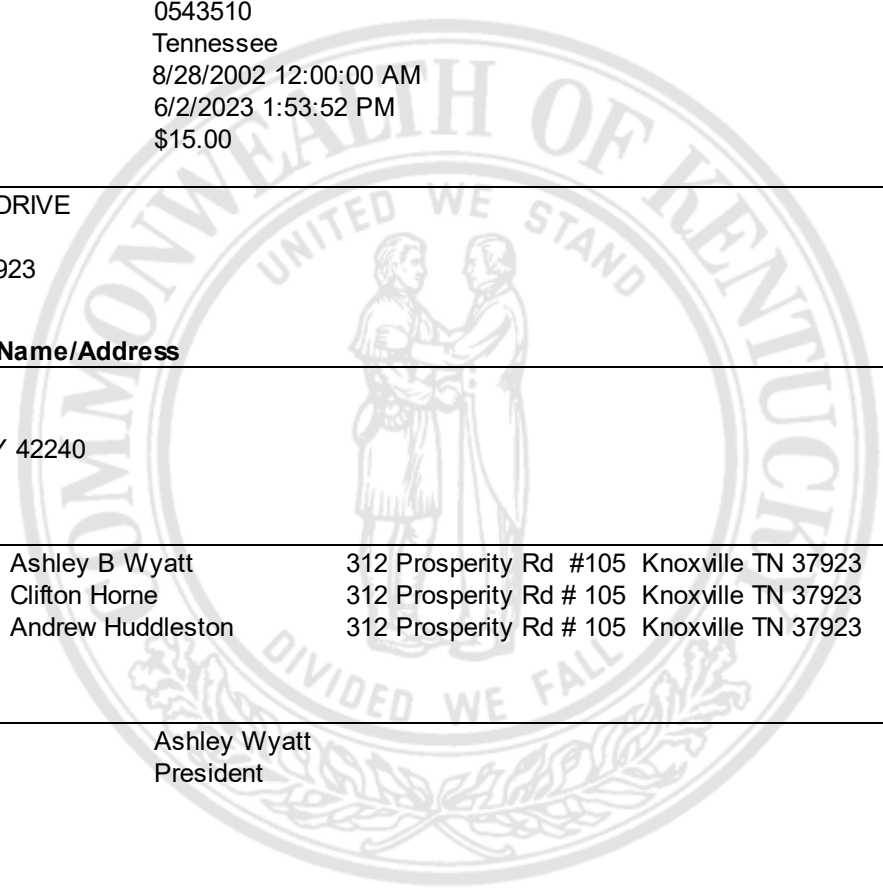 0543510
Tennessee
8/28/2002 12:00:00 AM
6/2/2023 1:53:52 PM
$15.00
DRIVE
923
Name/Address
Y 42240
Ashley B Wyatt 312 Prosperity Rd #105 Knoxville TN 37923
Clifton Horne 312 Prosperity Rd # 105 Knoxville TN 37923
Andrew Huddleston 312 Prosperity Rd # 105 Knoxville TN 37923
Ashley Wyatt
President
COMMONWEALTH OF KENTUCKY
UNITED WE STAND
DIVIDED WE FALL